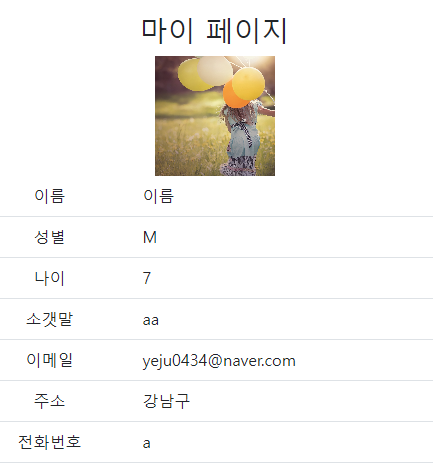 마이 페이지
이름 이름
성별 M
나이 7
소갯말 aa
이메일 yeju0434@naver.com
주소 강남구
전화번호 a